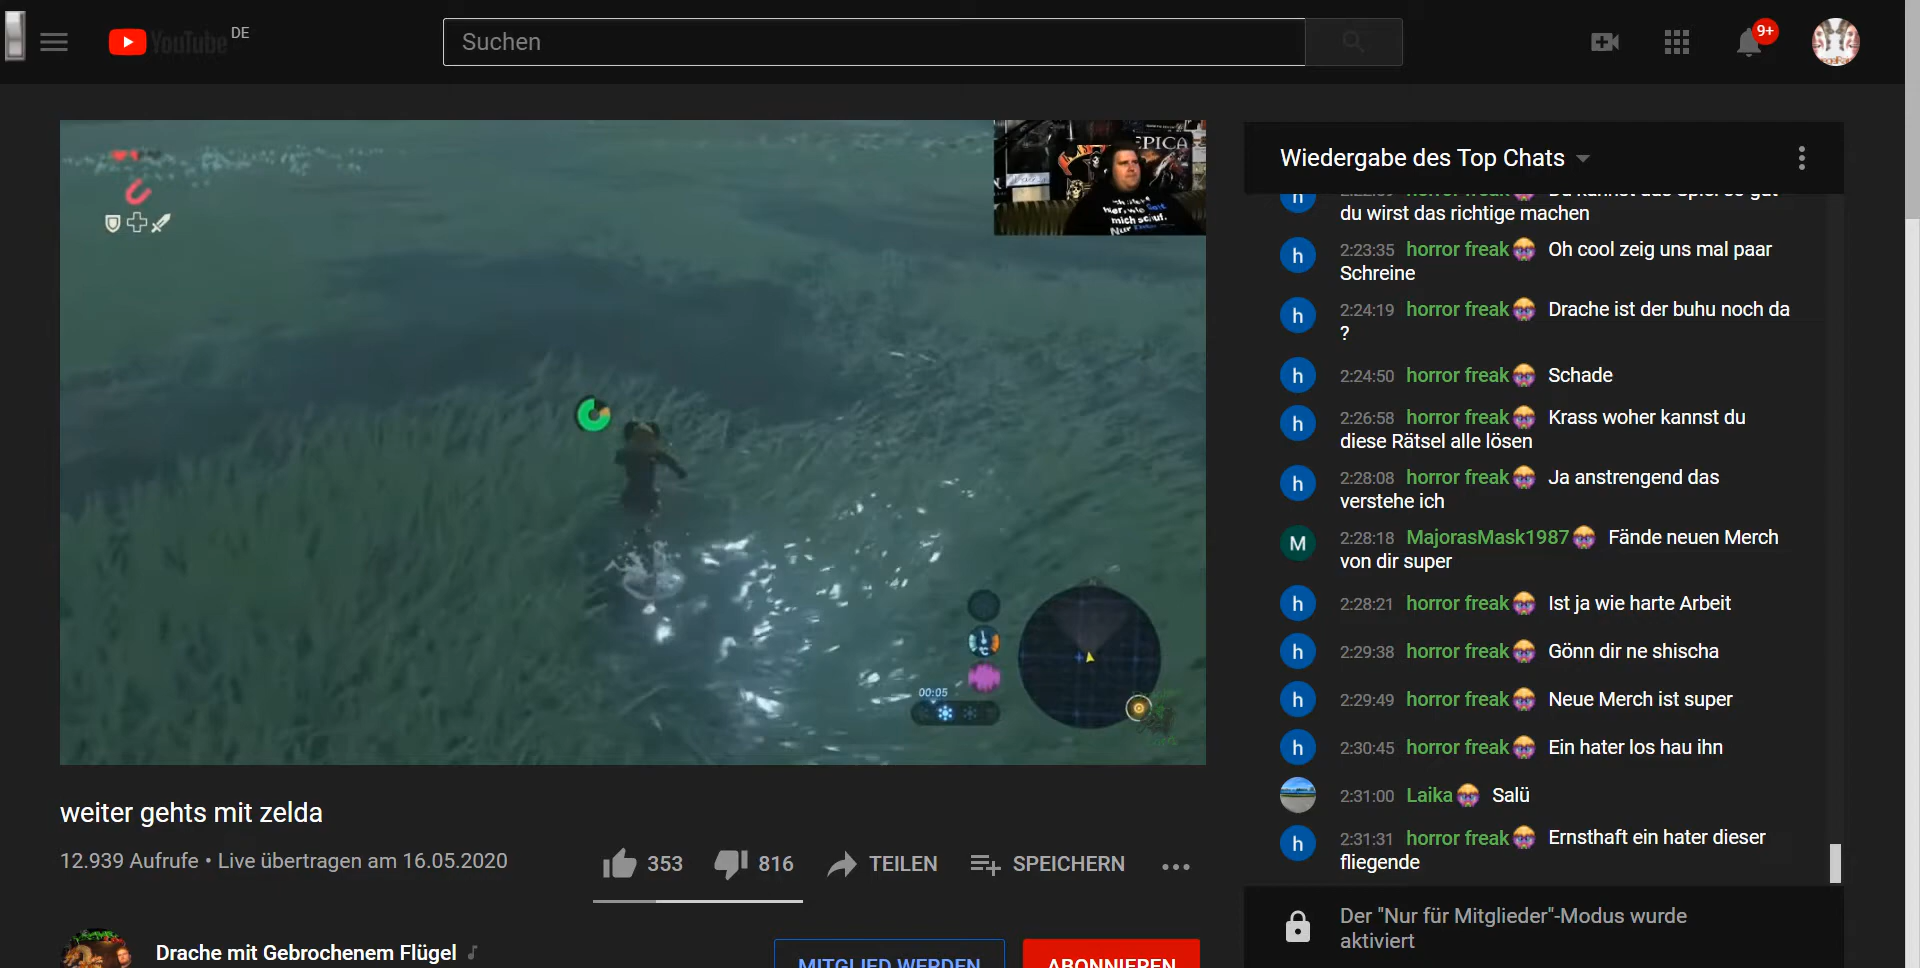 YouTube DE
Suchen
9+
EPICA
mich schuf.
Nur
00:05
weiter gehts mit zelda
12.939 Aufrufe • Live übertragen am 16.05.2020
353
816
TEILEN
SPEICHERN
Drache mit Gebrochenem Flügel
MITGLIED WERDEN
ABONNIEREN
Wiedergabe des Top Chats
h
du wirst das richtige machen
h
2:23:35 horror freak Oh cool zeig uns mal paar
Schreine
h
2:24:19 horror freak Drache ist der buhu noch da
?
h
2:24:50 horror freak Schade
h
2:26:58 horror freak Krass woher kannst du
diese Rätsel alle lösen
h
2:28:08 horror freak Ja anstrengend das
verstehe ich
M
2:28:18 MajorasMask1987 Fände neuen Merch
von dir super
h
2:28:21 horror freak Ist ja wie harte Arbeit
h
2:29:38 horror freak Gönn dir ne shischa
h
2:29:49 horror freak Neue Merch ist super
h
2:30:45 horror freak Ein hater los hau ihn
2:31:00 Laika Salü
h
2:31:31 horror freak Ernsthaft ein hater dieser
fliegende
Der "Nur für Mitglieder"-Modus wurde
aktiviert